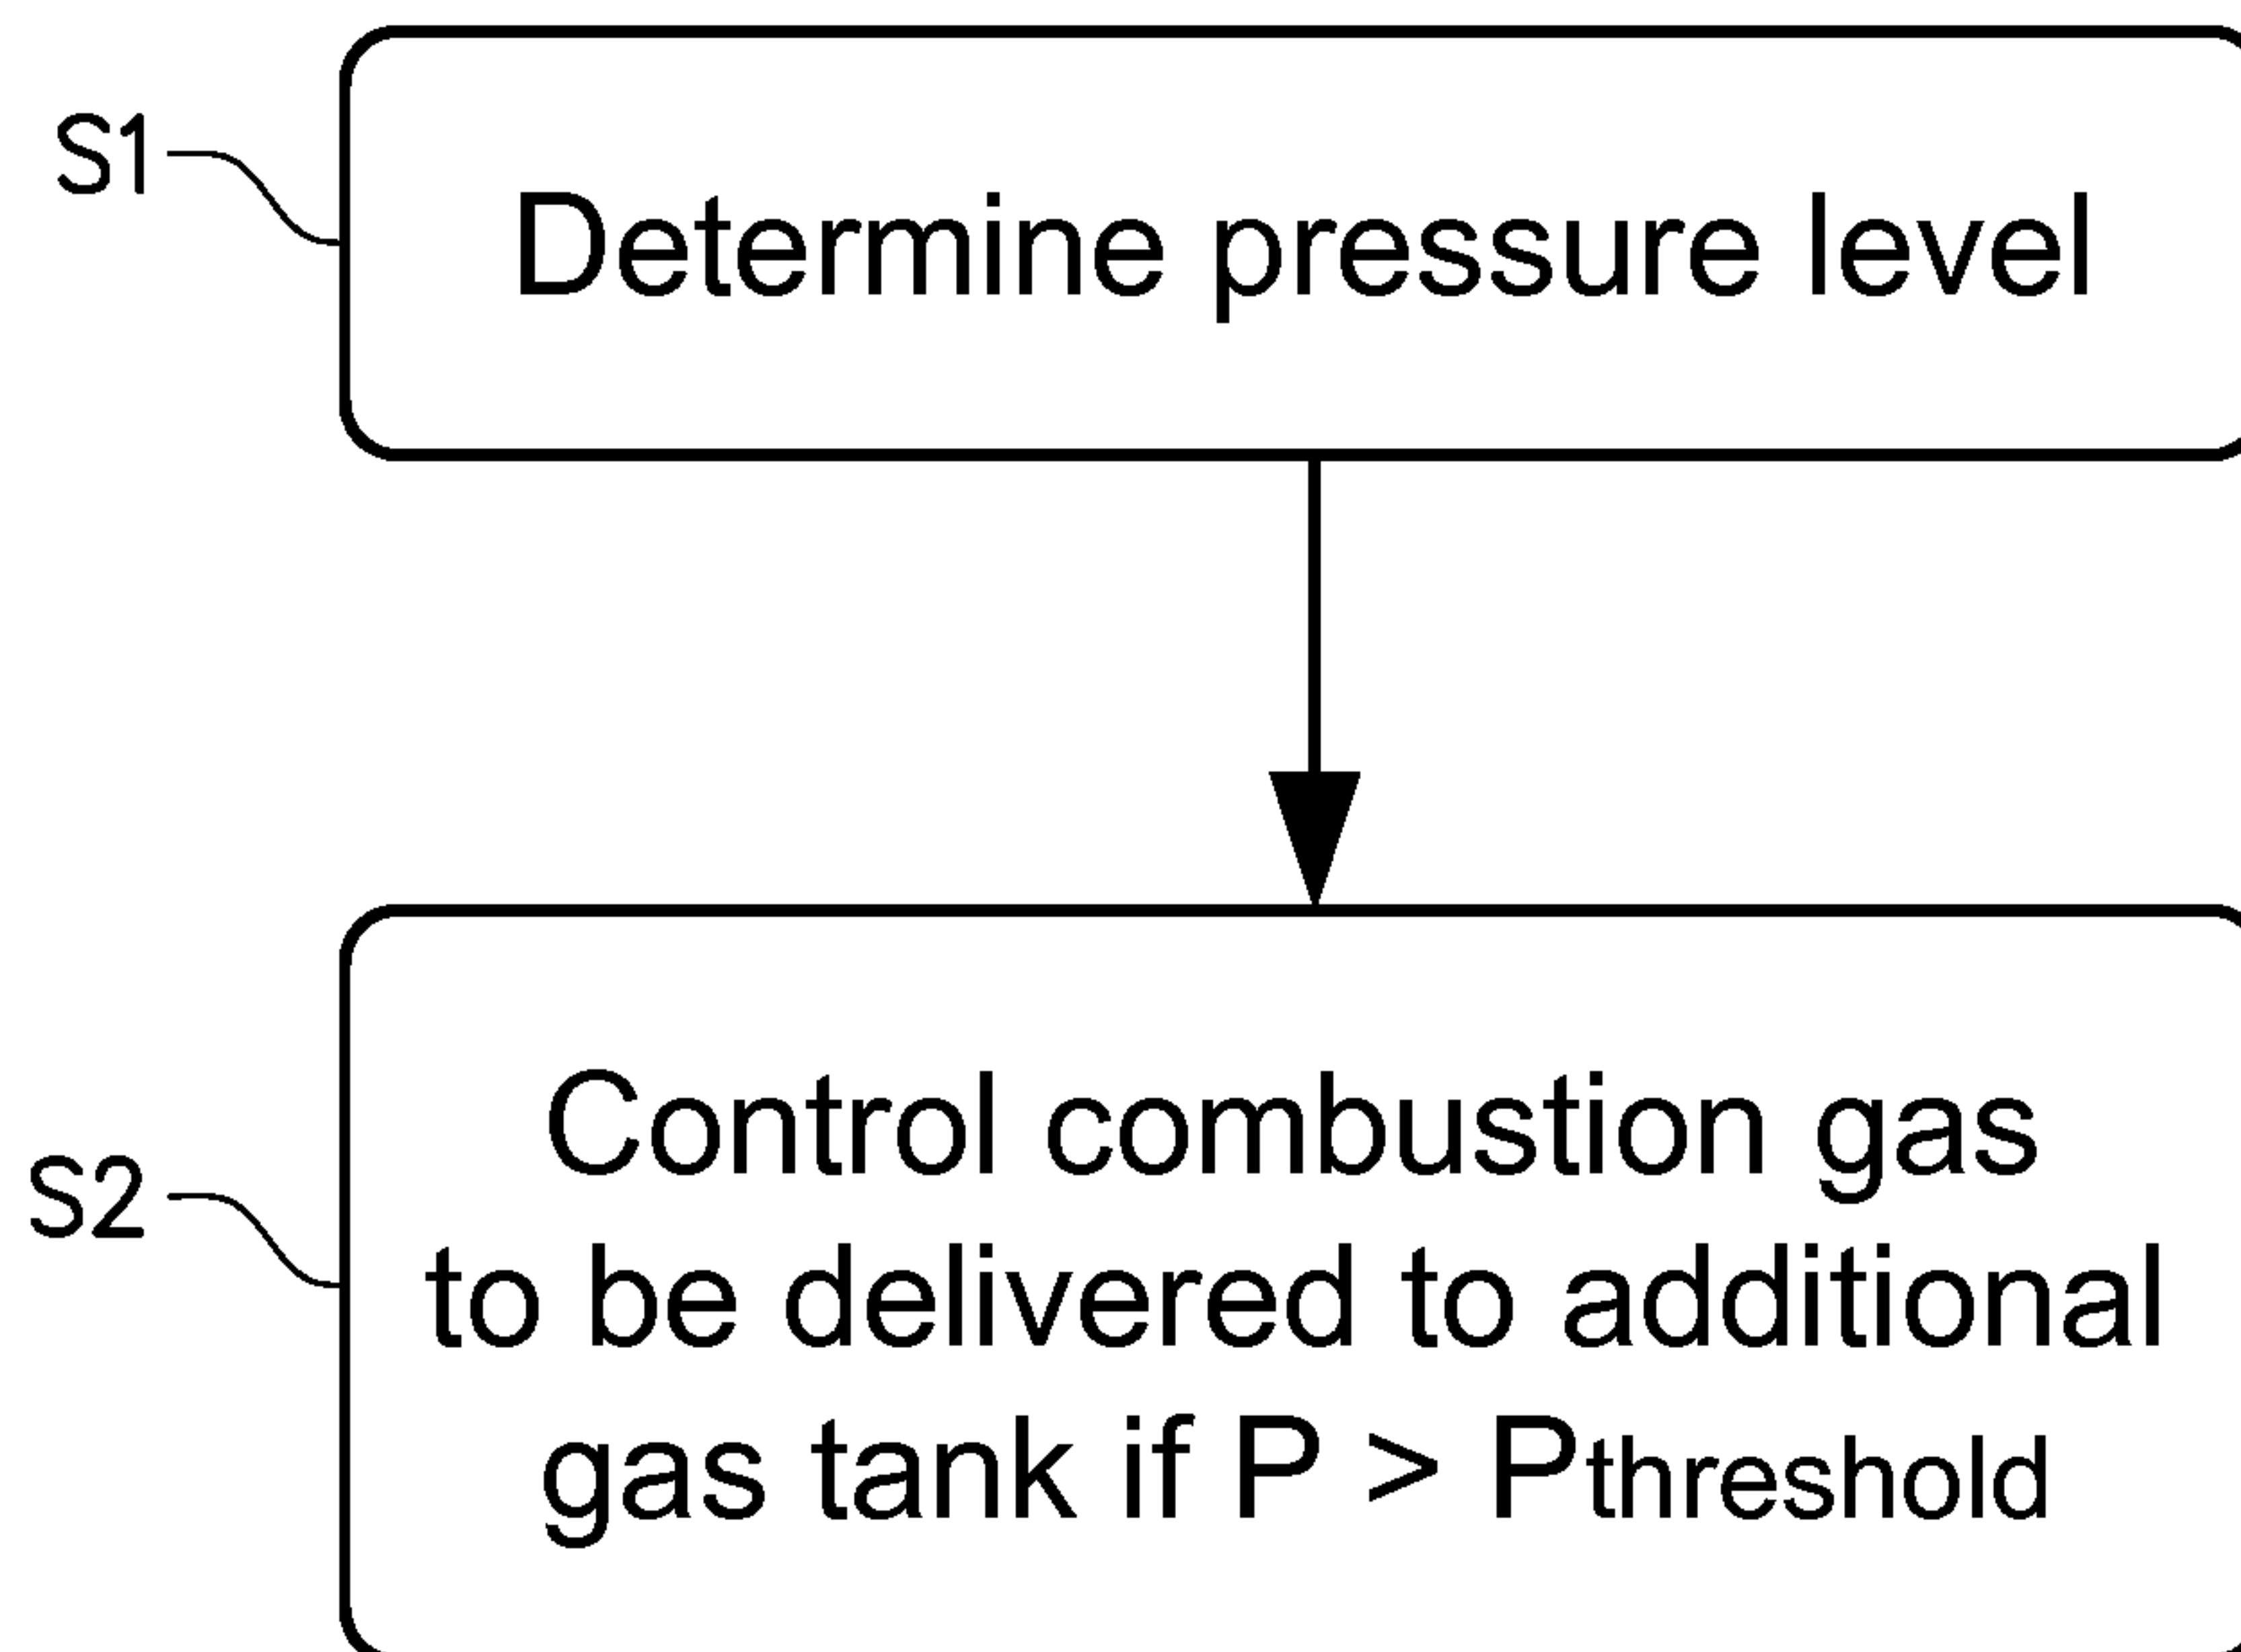 S1
Determine pressure level
S2
Control combustion gas
to be delivered to additional
gas tank if P > Pthreshold